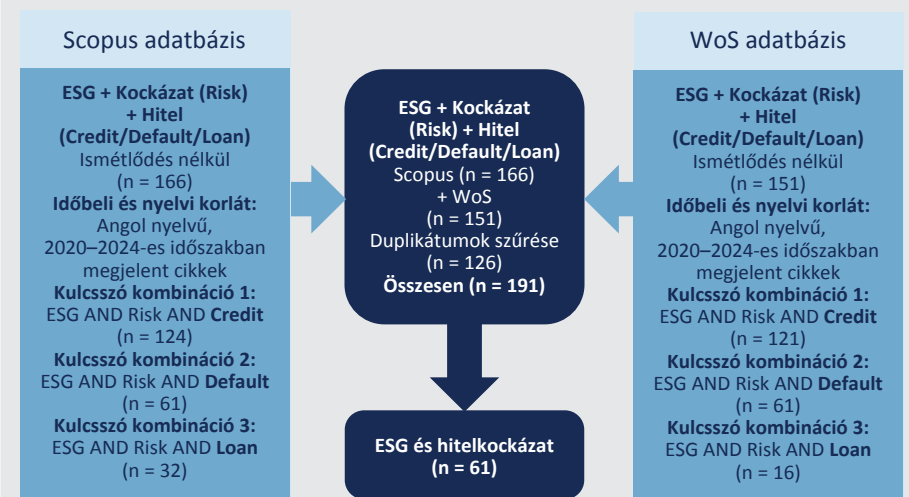 Scopus adatbázis
ESG + Kockázat (Risk)
+ Hitel
(Credit/Default/Loan)
Ismétlődés nélkül
(n = 166)
Időbeli és nyelvi korlát:
Angol nyelvű,
2020–2024-es időszakban
megjelent cikkek
Kulcsszó kombináció 1:
ESG AND Risk AND Credit
(n = 124)
Kulcsszó kombináció 2:
ESG AND Risk AND Default
(n = 61)
Kulcsszó kombináció 3:
ESG AND Risk AND Loan
(n = 32)
ESG + Kockázat
(Risk) + Hitel
(Credit/Default/Loan)
Scopus (n = 166)
+ WoS
(n = 151)
Duplikátumok szűrése
(n = 126)
Összesen (n = 191)
ESG és hitelkockázat
(n = 61)
WoS adatbázis
ESG + Kockázat (Risk)
+ Hitel
(Credit/Default/Loan)
Ismétlődés nélkül
(n = 151)
Időbeli és nyelvi korlát:
Angol nyelvű,
2020–2024-es időszakban
megjelent cikkek
Kulcsszó kombináció 1:
ESG AND Risk AND Credit
(n = 121)
Kulcsszó kombináció 2:
ESG AND Risk AND Default
(n = 61)
Kulcsszó kombináció 3:
ESG AND Risk AND Loan
(n = 16)